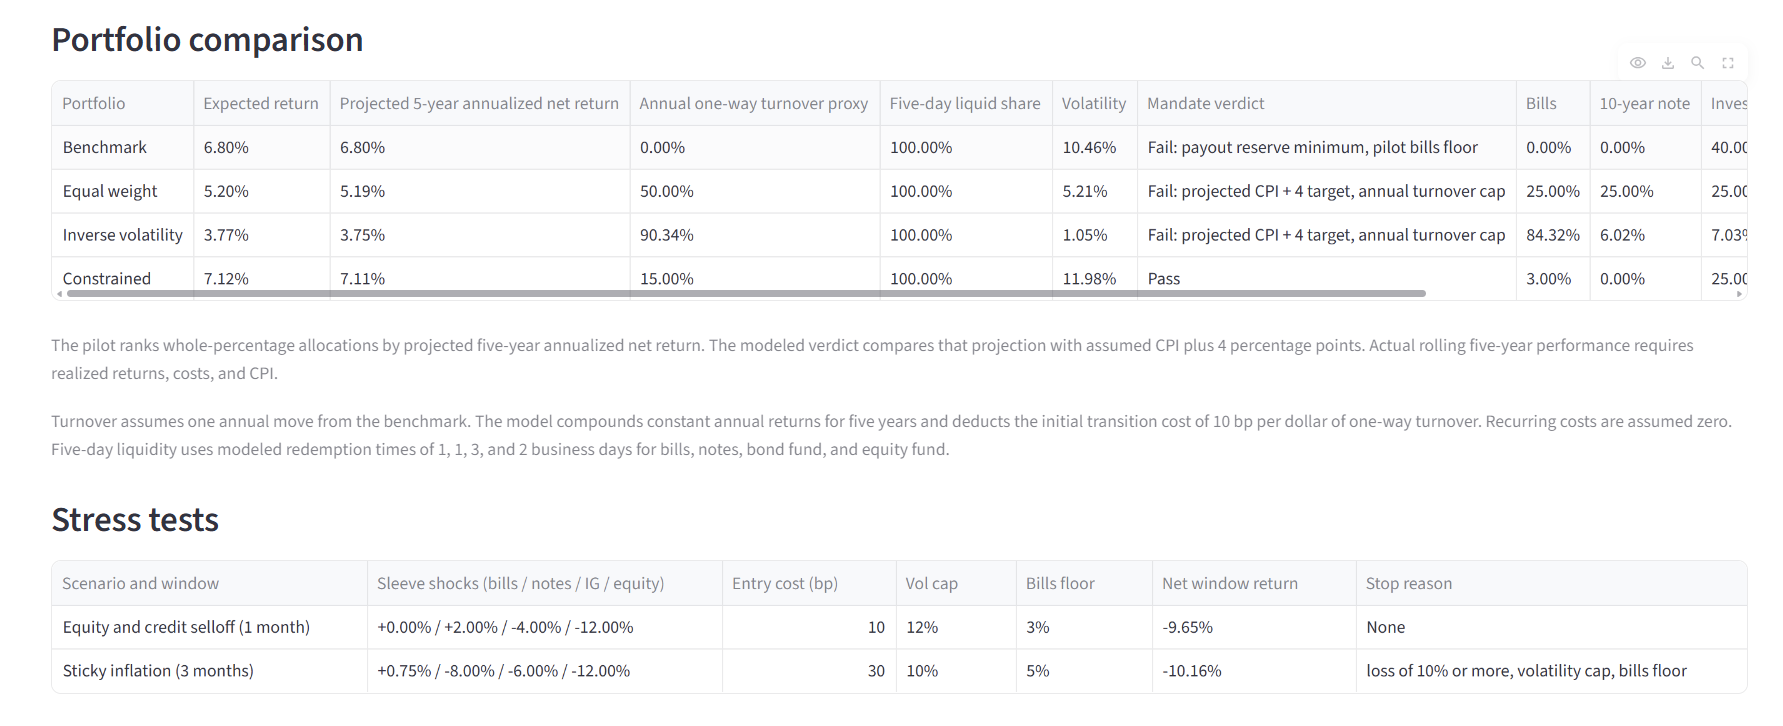 Portfolio comparison
Portfolio Expected return Projected 5-year annualized net return Annual one-way turnover proxy Five-day liquid share Volatility Mandate verdict Bills 10-year note
Benchmark 6.80% 6.80% 0.00% 100.00% 10.46% Fail: payout reserve minimum, pilot bills floor 0.00% 0.00%
Equal weight 5.20% 5.19% 50.00% 100.00% 5.21% Fail: projected CPI + 4 target, annual turnover cap 25.00% 25.00%
Inverse volatility 3.77% 3.75% 90.34% 100.00% 1.05% Fail: projected CPI + 4 target, annual turnover cap 84.32% 6.02% 7.03%
Constrained 7.12% 7.11% 15.00% 100.00% 11.98% Pass 3.00% 0.00%
The pilot ranks whole-percentage allocations by projected five-year annualized net return. The modeled verdict compares that projection with assumed CPI plus 4 percentage points. Actual rolling five-year performance requires
realized returns, costs, and CPI.
Turnover assumes one annual move from the benchmark. The model compounds constant annual returns for five years and deducts the initial transition cost of 10 bp per dollar of one-way turnover. Recurring costs are assumed zero.
Five-day liquidity uses modeled redemption times of 1, 1, 3, and 2 business days for bills, notes, bond fund, and equity fund.
Stress tests
Scenario and window Sleeve shocks (bills / notes / IG / equity) Entry cost (bp) Vol cap Bills floor Net window return Stop reason
Equity and credit selloff (1 month) +0.00% / +2.00% / -4.00% / -12.00% 10 12% 3% -9.65% None
Sticky inflation (3 months) +0.75% / -8.00% / -6.00% / -12.00% 30 10% 5% -10.16% loss of 10% or more, volatility cap, bills floor